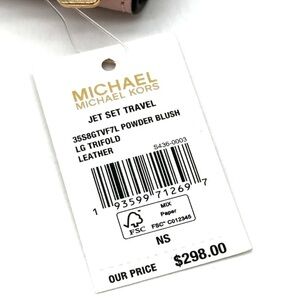 MICHAEL
MICHAEL KORS
JET SET TRAVEL
35S8GTVF7L POWDER BLUSH
LG TRIFOLD
LEATHER
S436-0003
1 93599 71269 7
FSC
MIX
Paper
FSC® C012345
NS
OUR PRICE $298.00